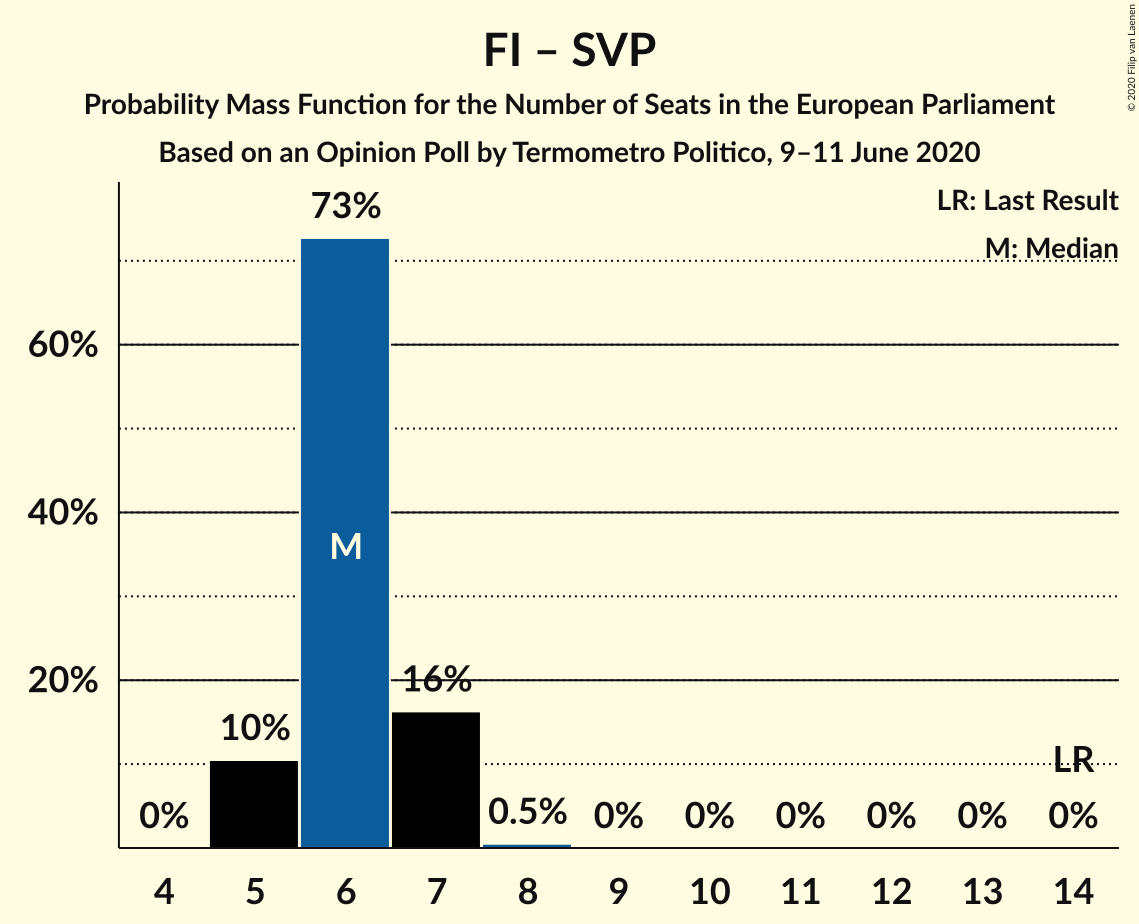 FI – SVP
Probability Mass Function for the Number of Seats in the European Parliament
Based on an Opinion Poll by Termometro Politico, 9–11 June 2020
© 2020 Filip van Laenen
LR: Last Result
M: Median
73%
60%
40%
M
20%
16%
10%
LR
0%
0.5%
0%
0%
0%
0%
0%
0%
4 5 6 7 8 9 10 11 12 13 14